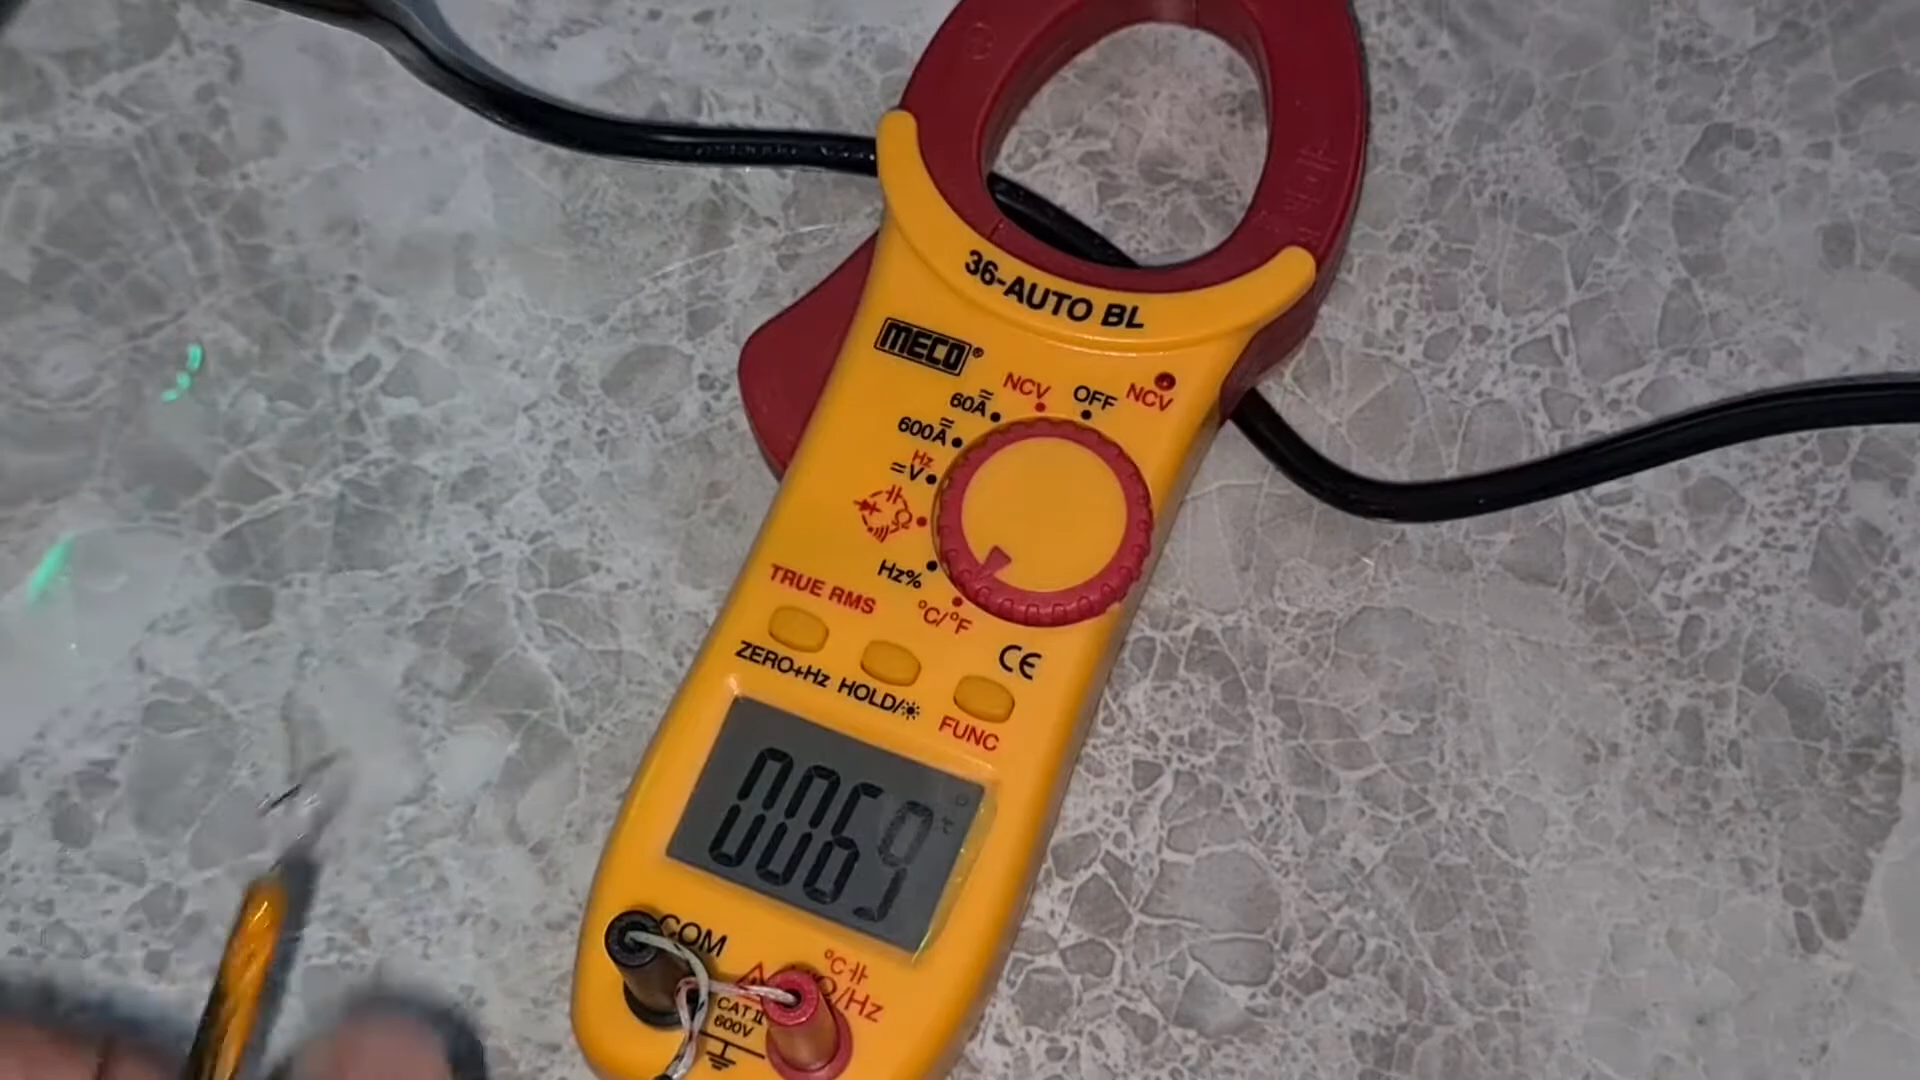 36-AUTO BL
MECO®
NCV
OFF
NCV
60A
600A
Hz
=V
Ω
Hz%
°C/°F
TRUE RMS
CE
ZERO+Hz
HOLD/☀
FUNC
0069
°C
COM
°C
Ω/Hz
CAT II
600V